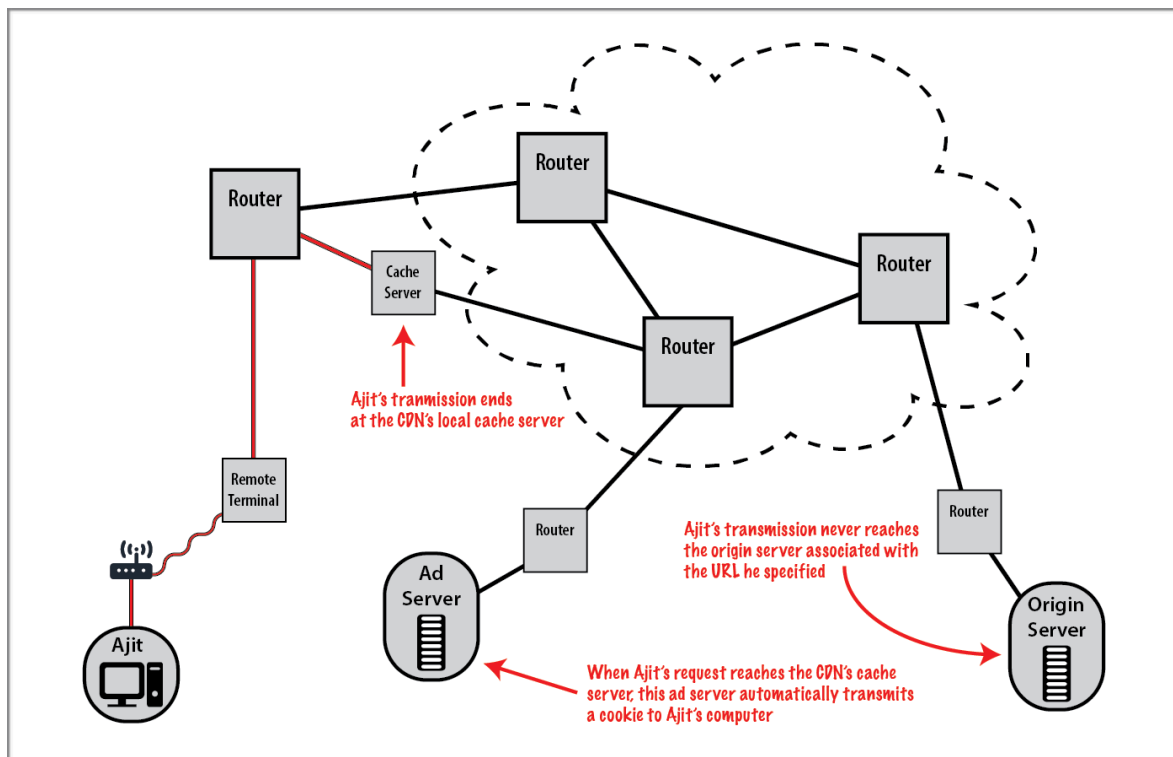 Router
Router
Router
Cache
Server
Router
Ajit's tranmission ends
at the CDN's local cache server
Remote
Terminal
Router
Ajit's transmission never reaches
the origin server associated with
the URL he specified
Router
Ad
Server
Origin
Server
Ajit
When Ajit's request reaches the CDN's cache
server, this ad server automatically transmits
a cookie to Ajit's computer